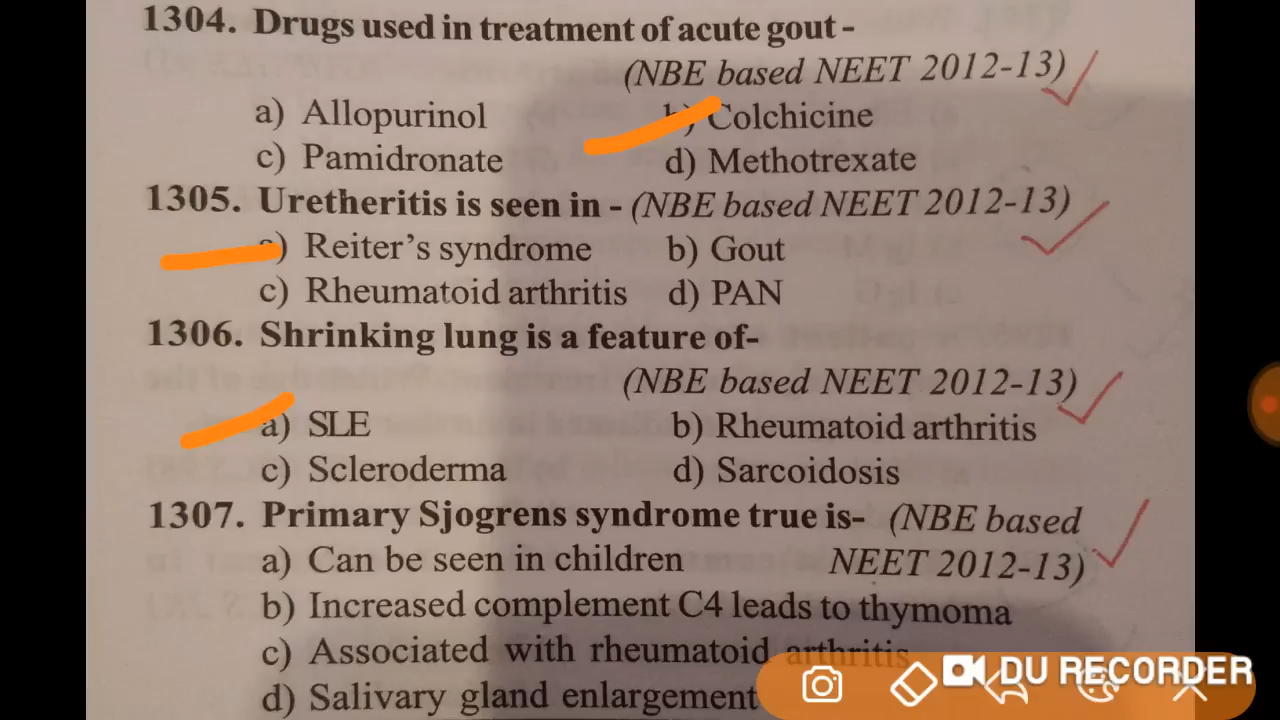 1304. Drugs used in treatment of acute gout -
(NBE based NEET 2012-13)
a) Allopurinol b) Colchicine
c) Pamidronate d) Methotrexate
1305. Uretheritis is seen in - (NBE based NEET 2012-13)
a) Reiter's syndrome b) Gout
c) Rheumatoid arthritis d) PAN
1306. Shrinking lung is a feature of-
(NBE based NEET 2012-13)
a) SLE b) Rheumatoid arthritis
c) Scleroderma d) Sarcoidosis
1307. Primary Sjogrens syndrome true is- (NBE based
a) Can be seen in children NEET 2012-13)
b) Increased complement C4 leads to thymoma
c) Associated with rheumatoid arthritis
d) Salivary gland enlargement
DU RECORDER